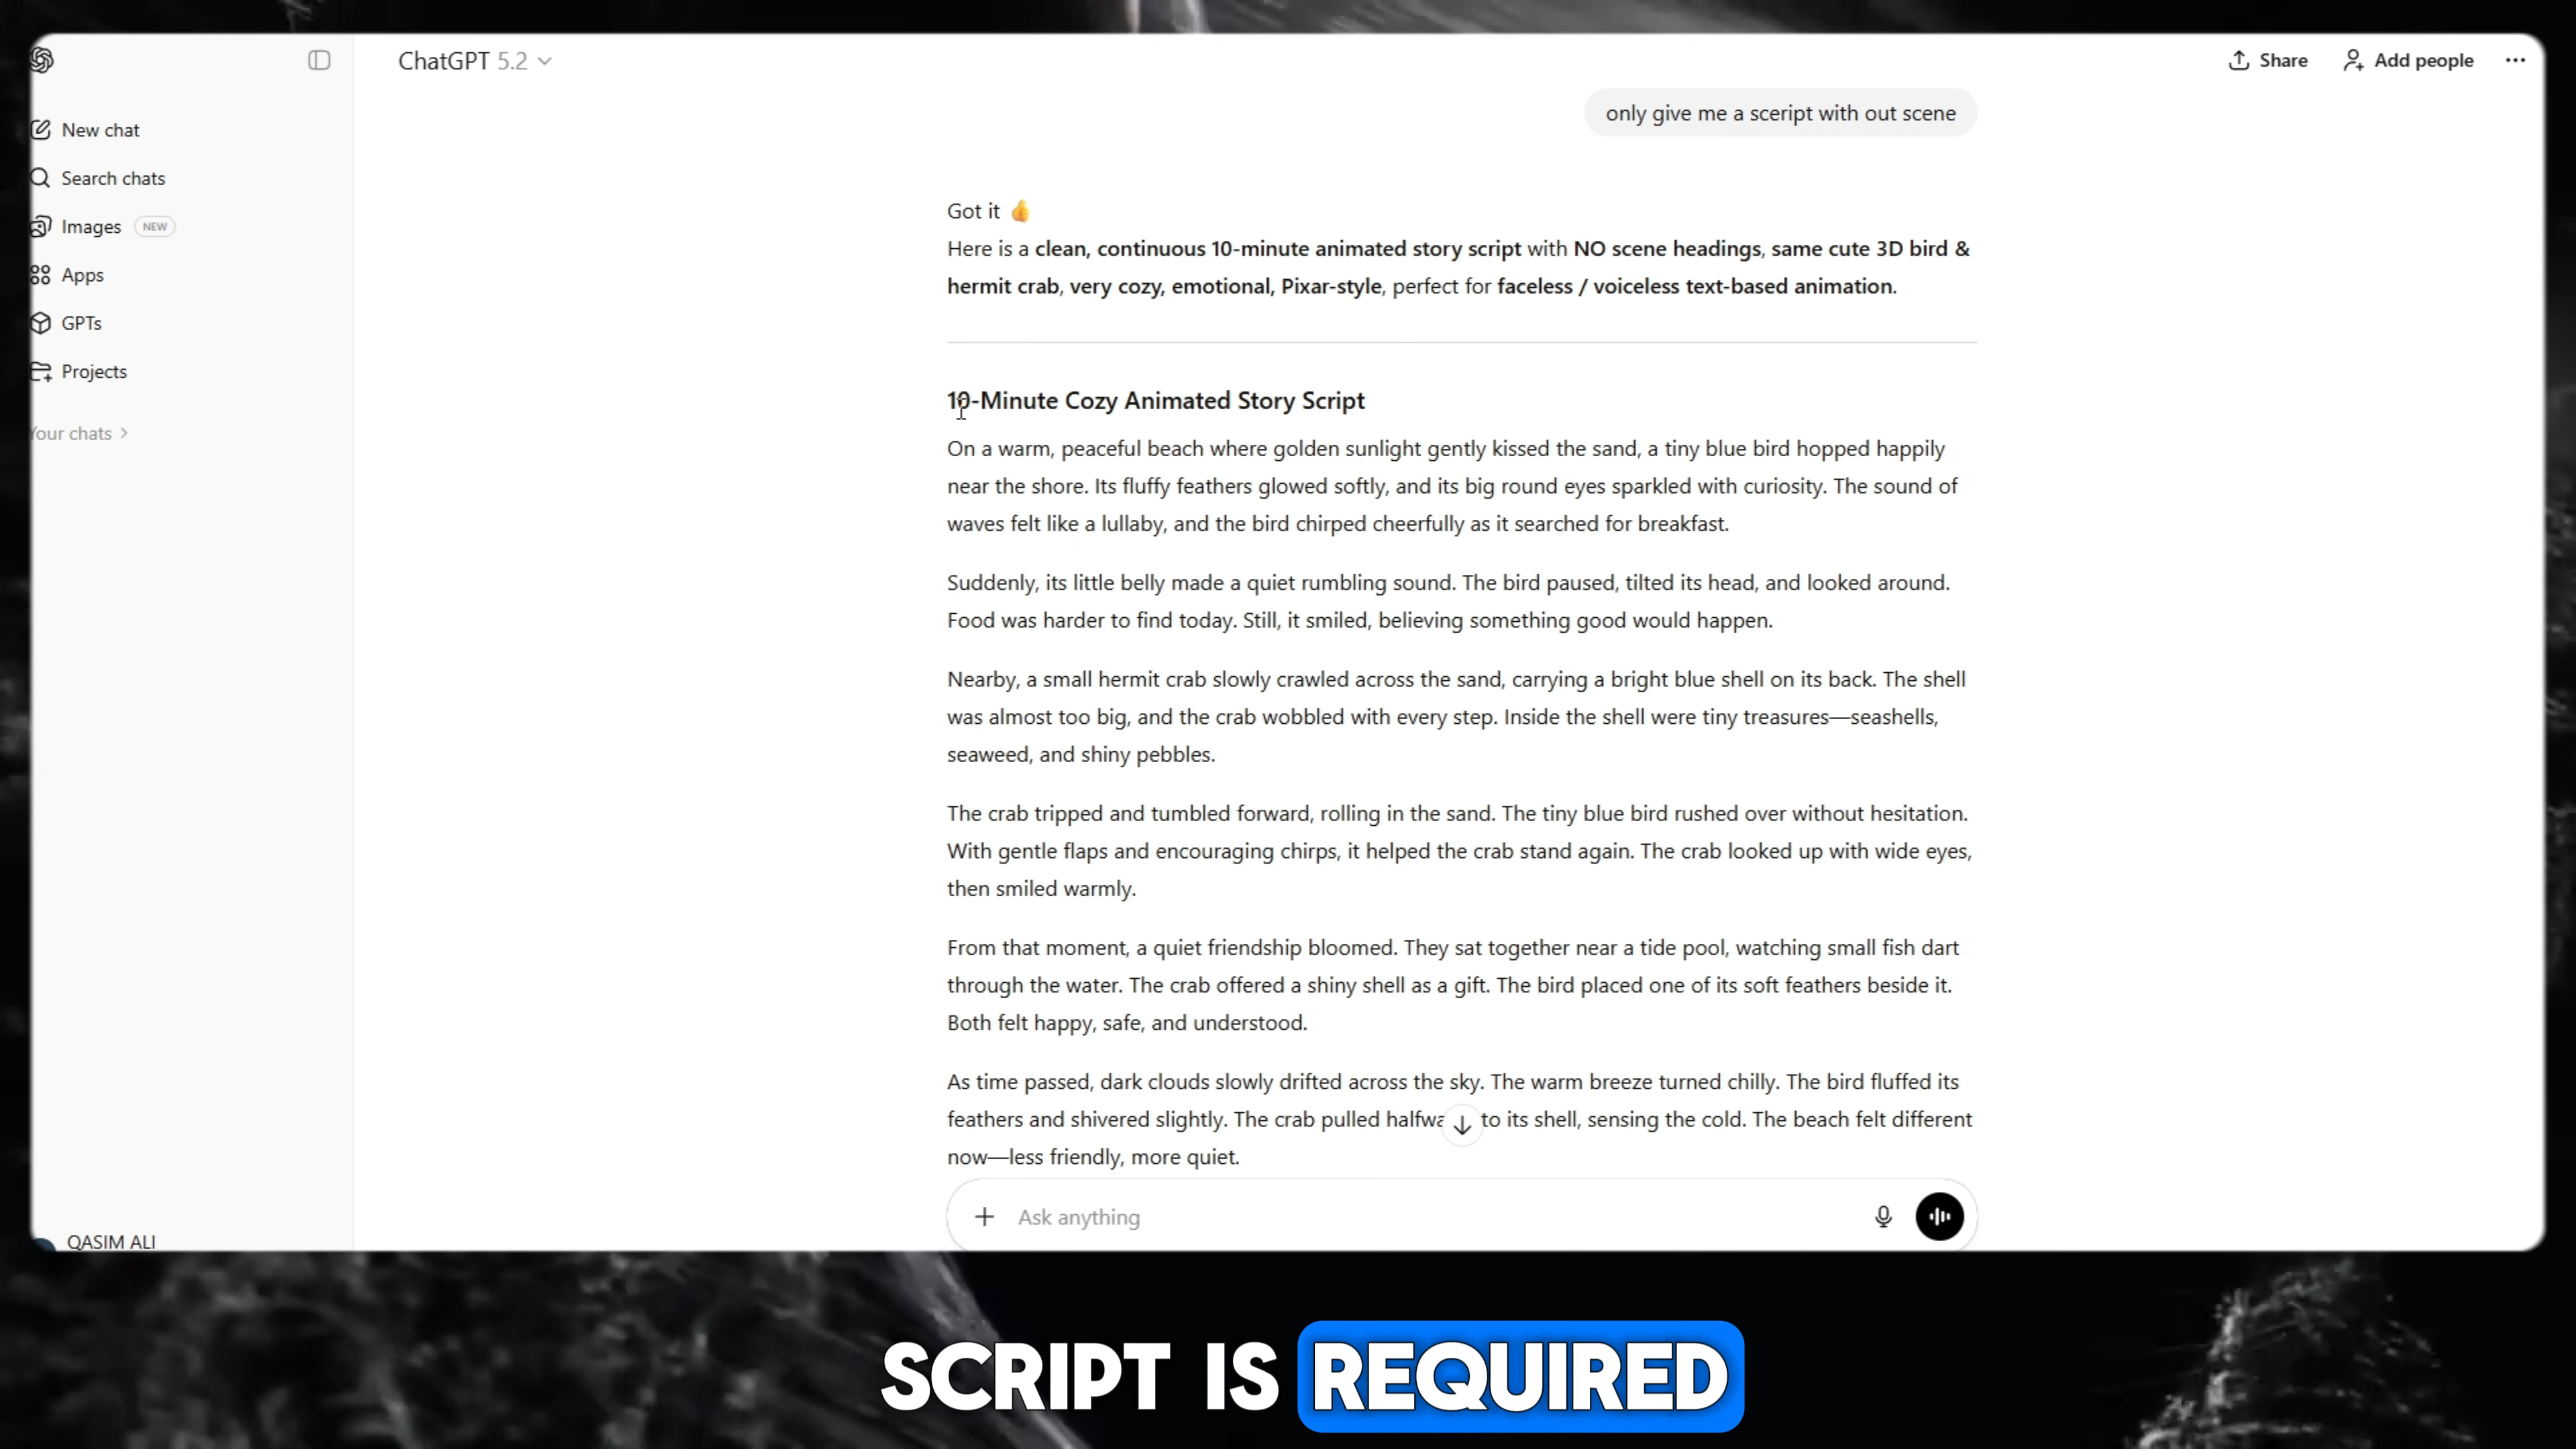 ChatGPT 5.2
Share
Add people
New chat
Search chats
Images NEW
Apps
GPTs
Projects
Your chats
QASIM ALI
only give me a sceript with out scene
Got it 👍
Here is a clean, continuous 10-minute animated story script with NO scene headings, same cute 3D bird &
hermit crab, very cozy, emotional, Pixar-style, perfect for faceless / voiceless text-based animation.
10-Minute Cozy Animated Story Script
On a warm, peaceful beach where golden sunlight gently kissed the sand, a tiny blue bird hopped happily
near the shore. Its fluffy feathers glowed softly, and its big round eyes sparkled with curiosity. The sound of
waves felt like a lullaby, and the bird chirped cheerfully as it searched for breakfast.
Suddenly, its little belly made a quiet rumbling sound. The bird paused, tilted its head, and looked around.
Food was harder to find today. Still, it smiled, believing something good would happen.
Nearby, a small hermit crab slowly crawled across the sand, carrying a bright blue shell on its back. The shell
was almost too big, and the crab wobbled with every step. Inside the shell were tiny treasures—seashells,
seaweed, and shiny pebbles.
The crab tripped and tumbled forward, rolling in the sand. The tiny blue bird rushed over without hesitation.
With gentle flaps and encouraging chirps, it helped the crab stand again. The crab looked up with wide eyes,
then smiled warmly.
From that moment, a quiet friendship bloomed. They sat together near a tide pool, watching small fish dart
through the water. The crab offered a shiny shell as a gift. The bird placed one of its soft feathers beside it.
Both felt happy, safe, and understood.
As time passed, dark clouds slowly drifted across the sky. The warm breeze turned chilly. The bird fluffed its
feathers and shivered slightly. The crab pulled halfwa to its shell, sensing the cold. The beach felt different
now—less friendly, more quiet.
Ask anything
SCRIPT IS REQUIRED